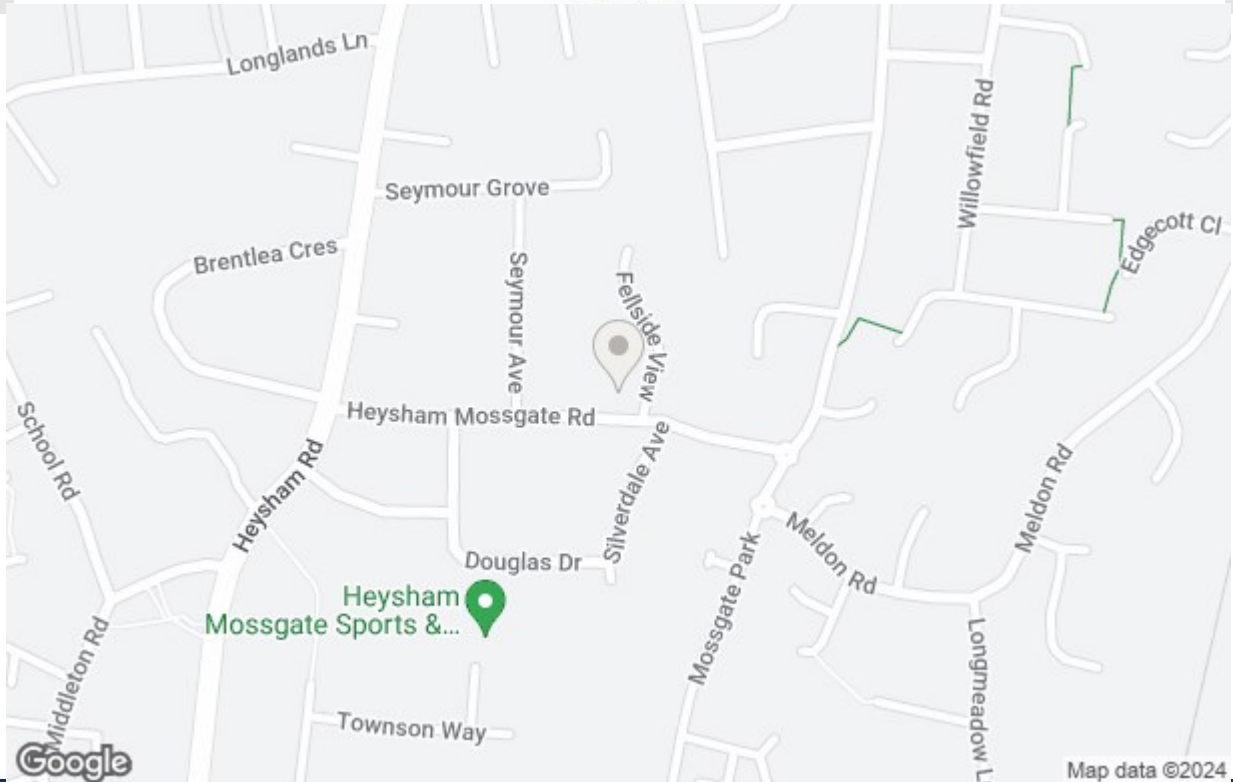 Longlands Ln
Seymour Grove
Brentlea Cres
Willowfield Rd
Edgecott Cl
Seymour Ave
Fellside View
Heysham Mossgate Rd
School Rd
Heysham Rd
Silverdale Ave
Meldon Rd
Meldon Rd
Douglas Dr
Mossgate Park
Heysham
Mossgate Sports &...
Middleton Rd
Longmeadow L
Townson Way
Google
Map data ©2024